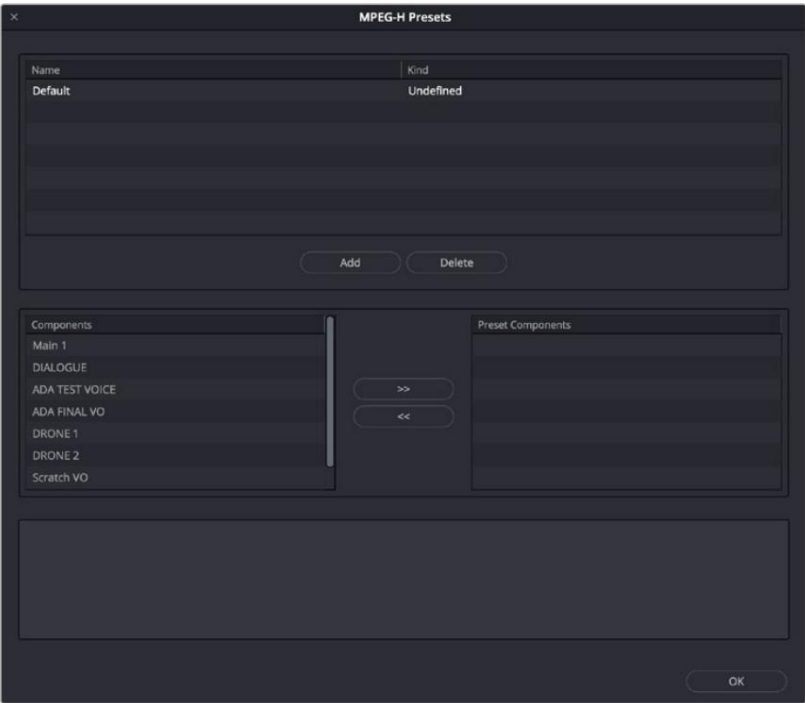 MPEG-H Presets
Name Kind
Default Undefined
Add Delete
Components Preset Components
Main 1
DIALOGUE
ADA TEST VOICE
>>
ADA FINAL VO
<<
DRONE 1
DRONE 2
Scratch VO
OK